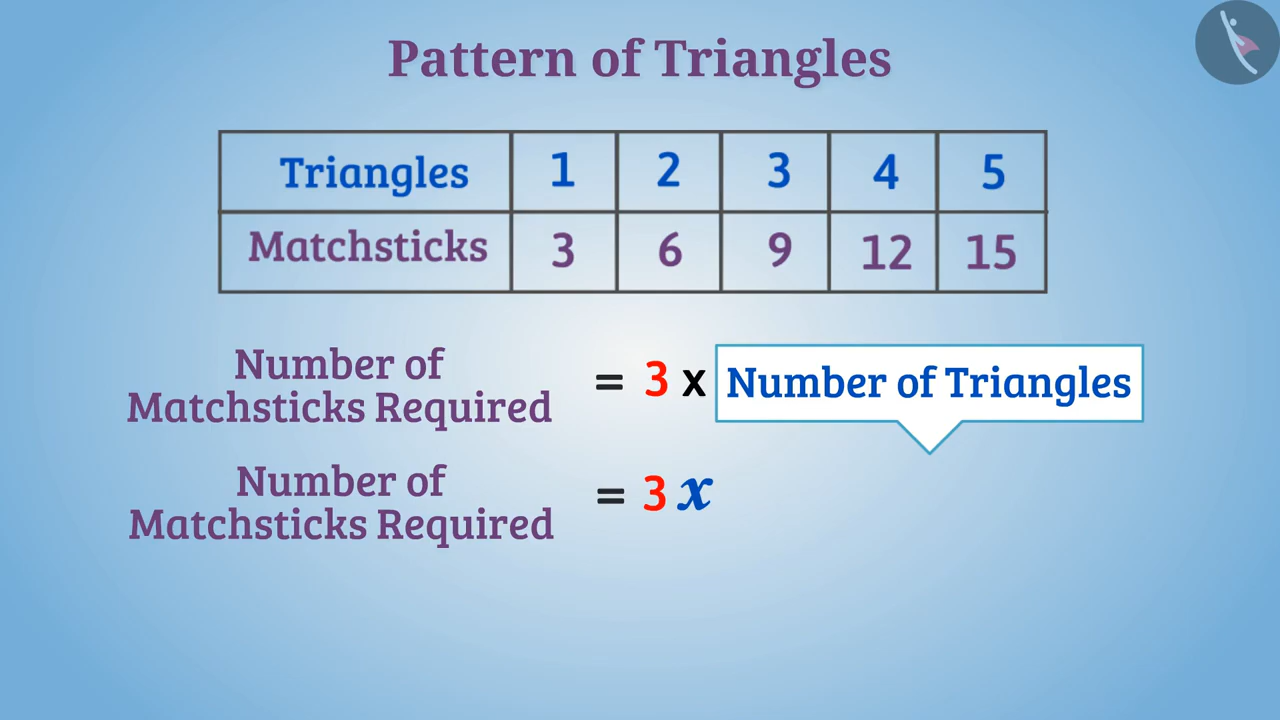 Pattern of Triangles
Triangles 1 2 3 4 5
Matchsticks 3 6 9 12 15
Number of
Matchsticks Required = 3 x Number of Triangles
Number of
Matchsticks Required = 3x